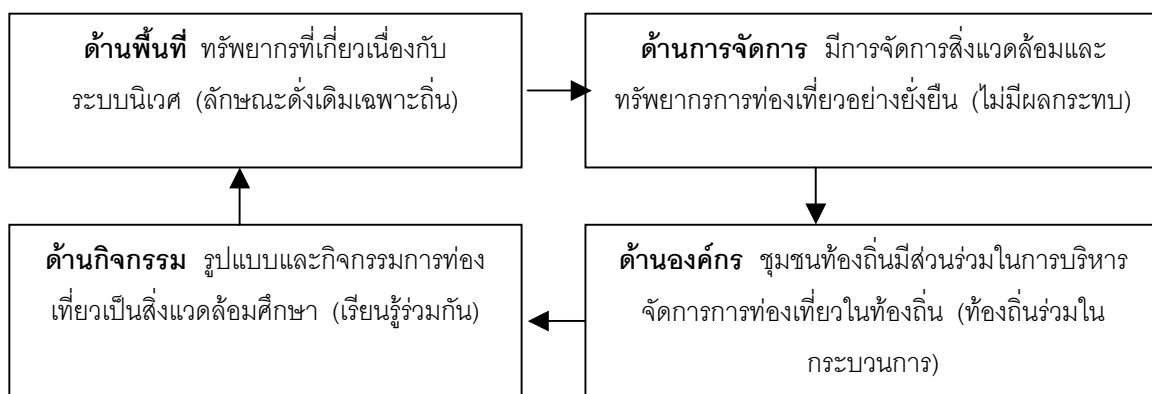 ด้านพื้นที่ ทรัพยากรที่เกี่ยวเนื่องกับ
ระบบนิเวศ (ลักษณะดั่งเดิมเฉพาะถิ่น)
ด้านการจัดการ มีการจัดการสิ่งแวดล้อมและ
ทรัพยากรการท่องเที่ยวอย่างยั่งยืน (ไม่มีผลกระทบ)
ด้านกิจกรรม รูปแบบและกิจกรรมการท่อง
เที่ยวเป็นสิ่งแวดล้อมศึกษา (เรียนรู้ร่วมกัน)
ด้านองค์กร ชุมชนท้องถิ่นมีส่วนร่วมในการบริหาร
จัดการการท่องเที่ยวในท้องถิ่น (ท้องถิ่นร่วมใน
กระบวนการ)